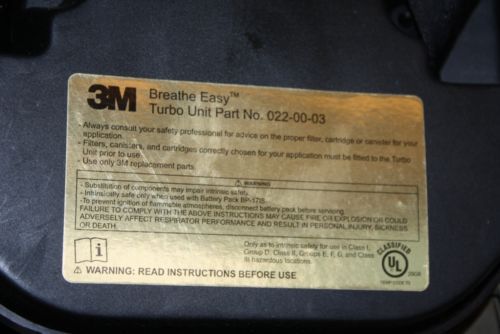 3M Breathe Easy™
Turbo Unit Part No. 022-00-03
- Always consult your safety professional for advice on the proper filter, cartridge or canister for your
application.
- Filters, canisters, and cartridges correctly chosen for your application must be fitted to the Turbo
Unit prior to use.
- Use only 3M replacement parts.
⚠ WARNING
- Substitution of components may impair intrinsic safety.
- Intrinsically safe only when used with Battery Pack BP-17IS.
- To prevent ignition of flammable atmospheres, disconnect battery pack before servicing.
FAILURE TO COMPLY WITH THE ABOVE INSTRUCTIONS MAY CAUSE FIRE OR EXPLOSION OR COULD
ADVERSELY AFFECT RESPIRATOR PERFORMANCE AND RESULT IN PERSONAL INJURY, SICKNESS
OR DEATH.
Only as to intrinsic safety for use in Class I,
Group D, Class II, Groups E, F, G, and Class
III, hazardous locations.
CLASSIFIED
UL
⚠ WARNING: READ INSTRUCTIONS BEFORE USE